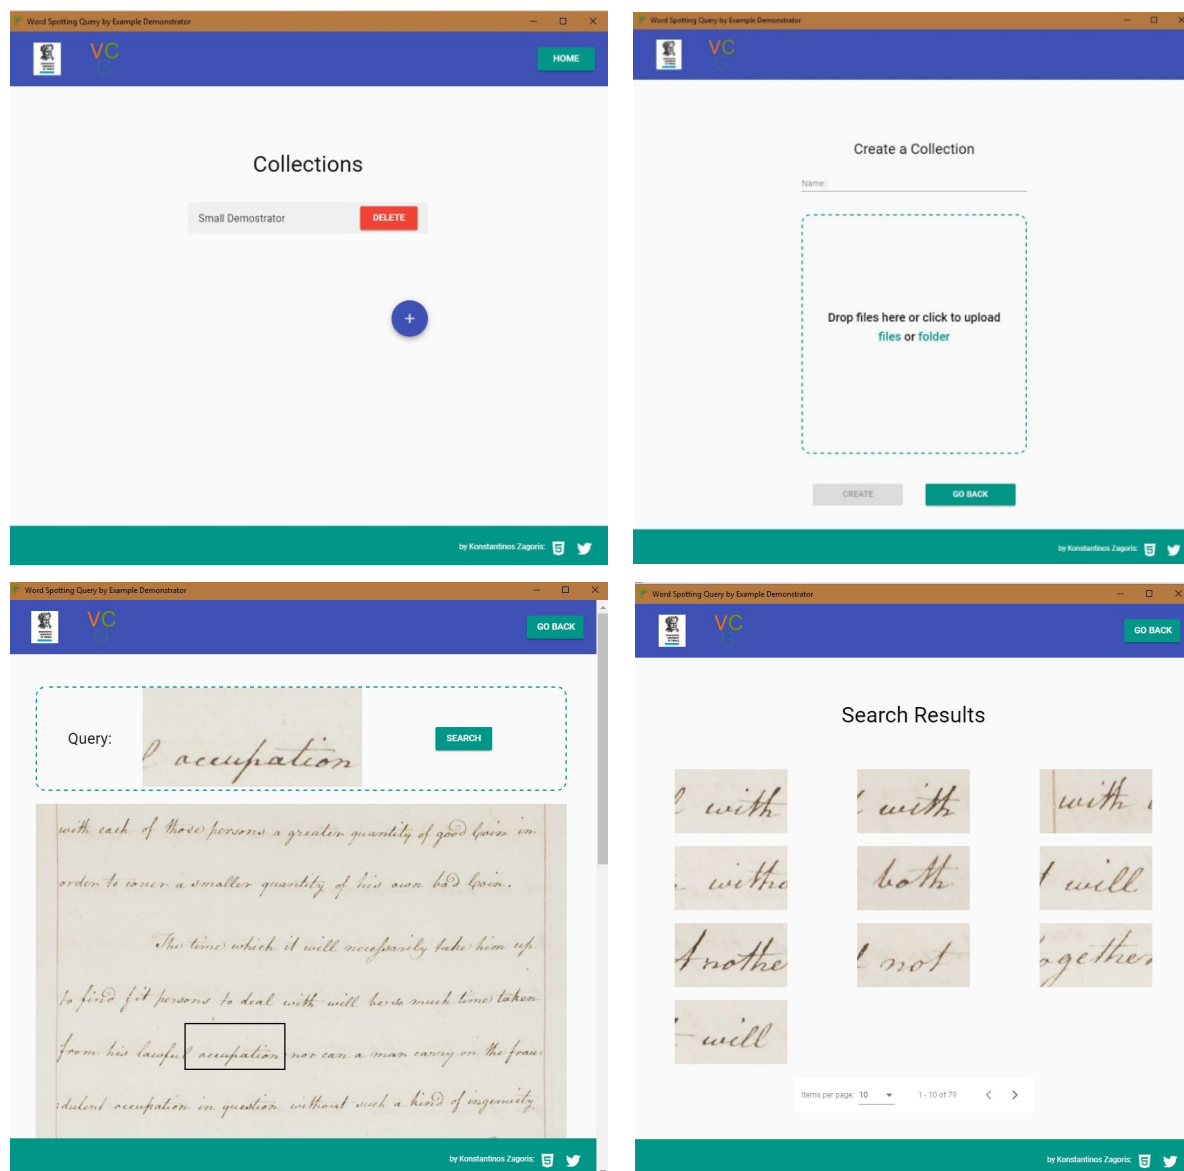 Word Spotting Query by Example Demonstrator
VC
G
HOME
Collections
Small Demostrator
DELETE
+
by Konstantinos Zagoris:
Word Spotting Query by Example Demonstrator
VC
G
Create a Collection
Name:
Drop files here or click to upload
files or folder
CREATE
GO BACK
by Konstantinos Zagoris:
Word Spotting Query by Example Demonstrator
VC
G
GO BACK
Query:
l occupation
SEARCH
with each of those persons a greater quantity of good Coin in
order to cover a smaller quantity of his own bad Coin.
The time which it will necessarily take him up
to find fit persons to deal with will be so much time taken
from his lawful occupation: nor can a man carry on the frau:
:dulent occupation in question without such a kind of ingenuity
by Konstantinos Zagoris:
Word Spotting Query by Example Demonstrator
VC
G
GO BACK
Search Results
with
with
with
witho
both
t will
Anothe
not
ogether
will
Items per page: 10
1 - 10 of 79
by Konstantinos Zagoris: